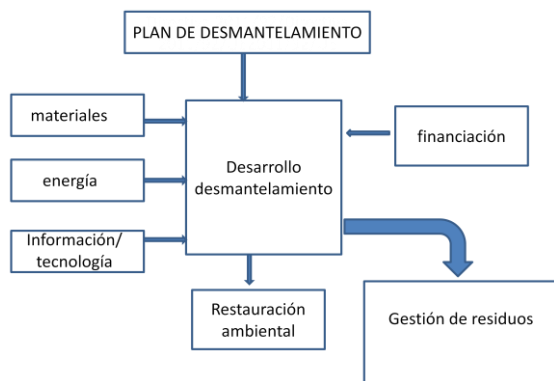 PLAN DE DESMANTELAMIENTO
materiales
financiación
energía
Desarrollo
desmantelamiento
Información/
tecnología
Restauración
ambiental
Gestión de residuos